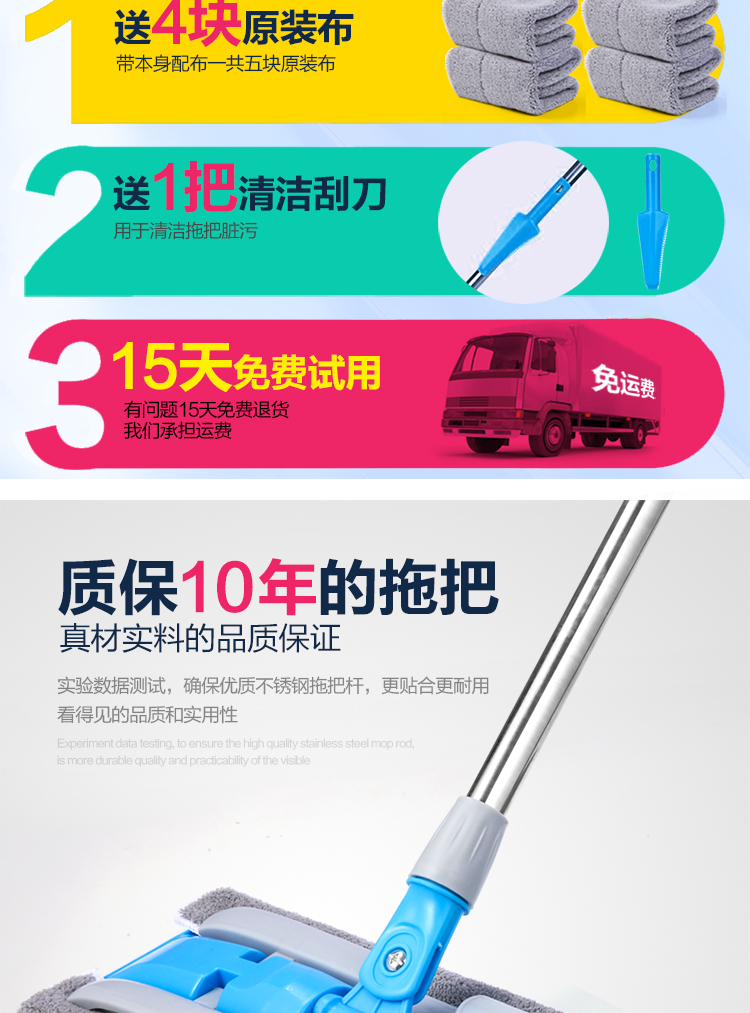 1
送4块原装布
带本身配布一共五块原装布
2
送1把清洁刮刀
用于清洁拖把脏污
3
15天免费试用
有问题15天免费退货
我们承担运费
免运费
质保10年的拖把
真材实料的品质保证
实验数据测试，确保优质不锈钢拖把杆，更贴合更耐用
看得见的品质和实用性
Experiment data testing, to ensure the high quality stainless steel mop rod,
is more durable quality and practicability of the visible